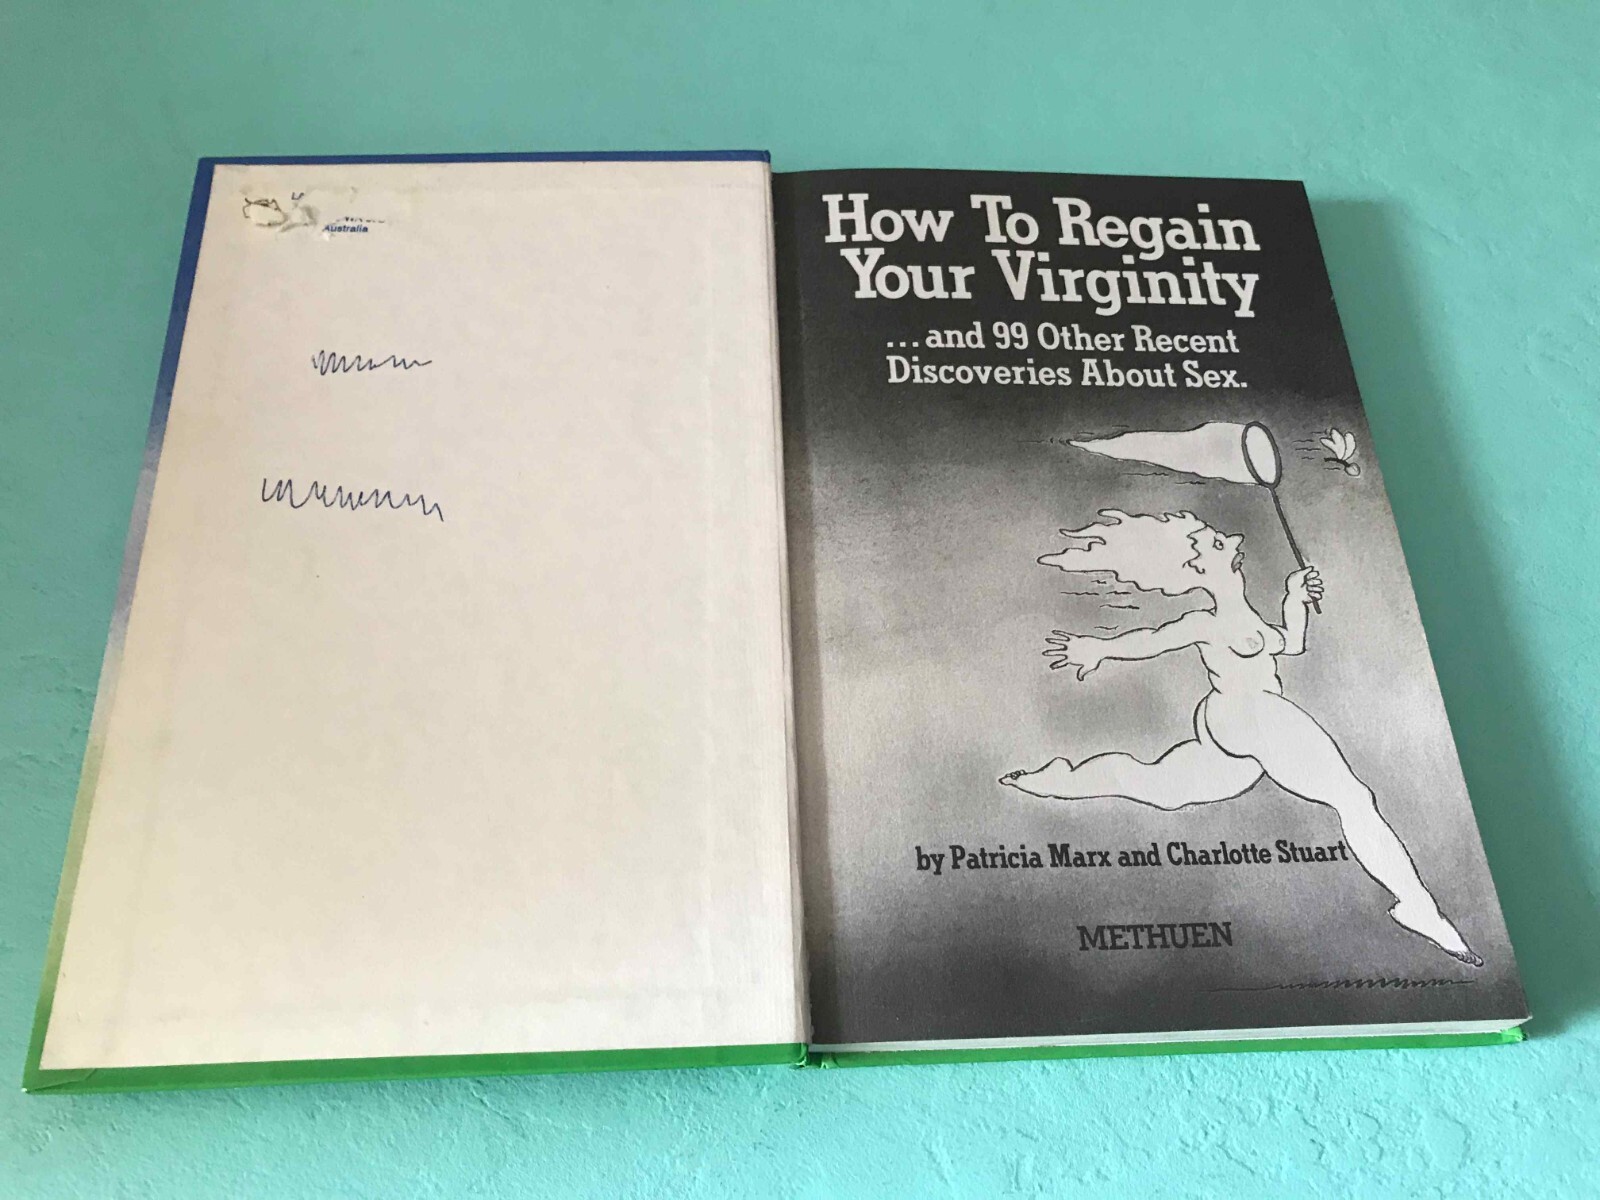 Australia
How To Regain
Your Virginity
...and 99 Other Recent
Discoveries About Sex.
by Patricia Marx and Charlotte Stuart
METHUEN